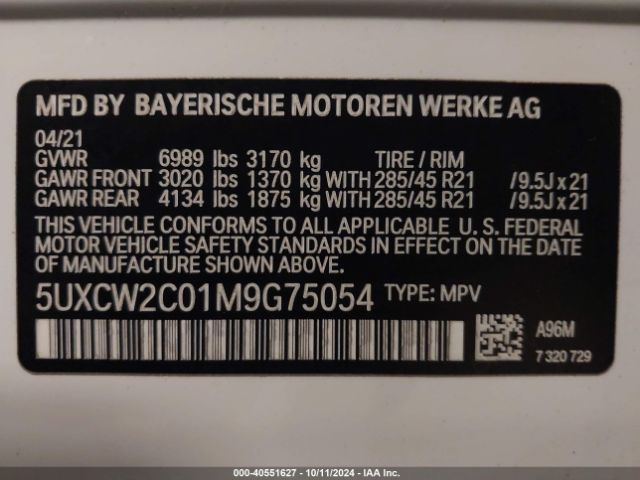 MFD BY BAYERISCHE MOTOREN WERKE AG
04/21
GVWR 6989 lbs 3170 kg TIRE / RIM
GAWR FRONT 3020 lbs 1370 kg WITH 285/45 R21 /9.5J x 21
GAWR REAR 4134 lbs 1875 kg WITH 285/45 R21 /9.5J x 21
THIS VEHICLE CONFORMS TO ALL APPLICABLE U. S. FEDERAL
MOTOR VEHICLE SAFETY STANDARDS IN EFFECT ON THE DATE
OF MANUFACTURE SHOWN ABOVE.
5UXCW2C01M9G75054 TYPE: MPV
A96M
7 320 729
000-40551627 - 10/11/2024 - IAAI.COM